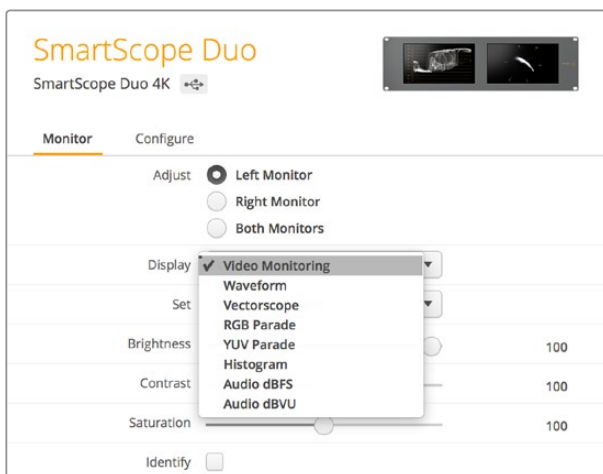 SmartScope Duo
SmartScope Duo 4K
Monitor Configure
Adjust Left Monitor
Right Monitor
Both Monitors
Display ✔ Video Monitoring
Waveform
Set Vectorscope
RGB Parade
Brightness YUV Parade 100
Histogram
Contrast Audio dBFS 100
Audio dBVU
Saturation 100
Identify